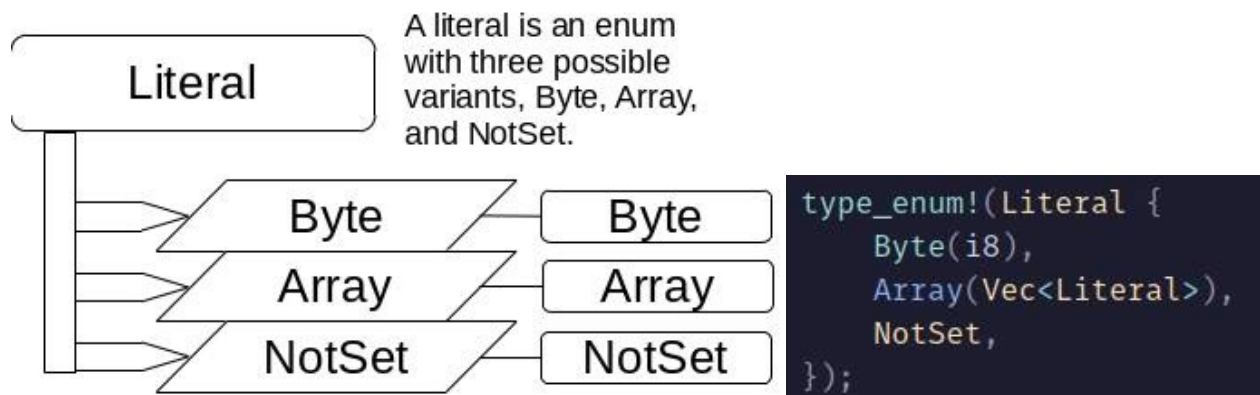 Literal
A literal is an enum
with three possible
variants, Byte, Array,
and NotSet.
Byte
Byte
Array
Array
NotSet
NotSet
type_enum!(Literal {
    Byte(i8),
    Array(Vec<Literal>),
    NotSet,
});